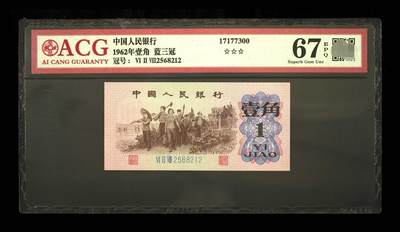 ACG
AI CANG GUARANTY
中国人民银行
1962年壹角 蓝三冠
冠号: VI II VII2568212
17177300
☆☆☆
67 EPQ
Superb Gem Unc
中國人民銀行
壹角
1
YI
JIAO
VI II VII 2568212